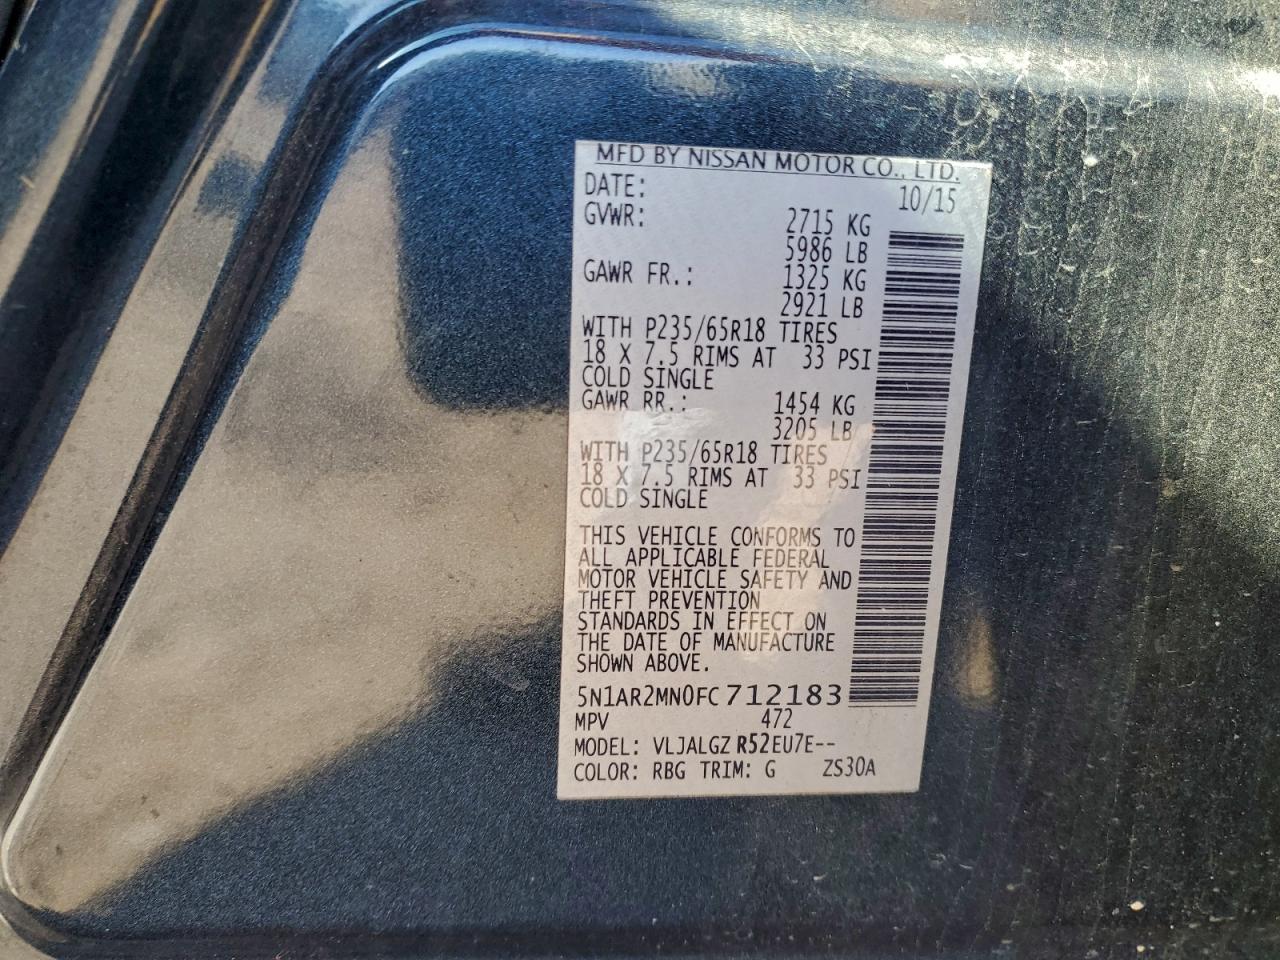 MFD BY NISSAN MOTOR CO., LTD.
DATE: 10/15
GVWR: 2715 KG
5986 LB
GAWR FR.: 1325 KG
2921 LB
WITH P235/65R18 TIRES
18 X 7.5 RIMS AT 33 PSI
COLD SINGLE
GAWR RR.: 1454 KG
3205 LB
WITH P235/65R18 TIRES
18 X 7.5 RIMS AT 33 PSI
COLD SINGLE
THIS VEHICLE CONFORMS TO
ALL APPLICABLE FEDERAL
MOTOR VEHICLE SAFETY AND
THEFT PREVENTION
STANDARDS IN EFFECT ON
THE DATE OF MANUFACTURE
SHOWN ABOVE.
5N1AR2MN0FC712183
MPV 472
MODEL: VLJALGZ R52EU7E--
COLOR: RBG TRIM: G ZS30A